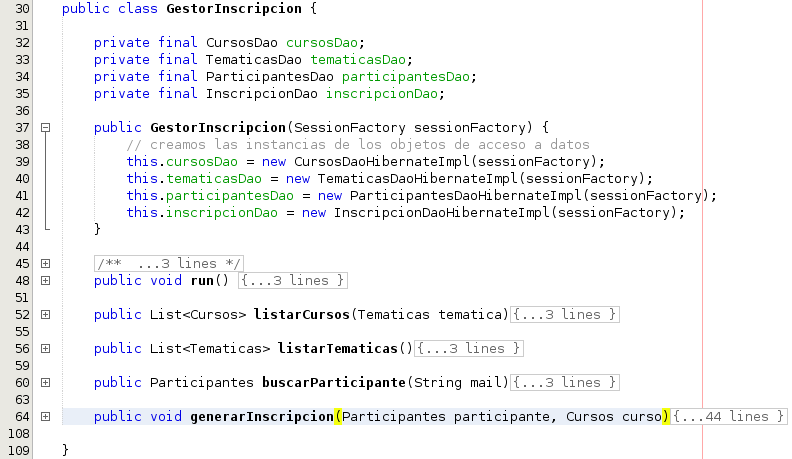 30 public class GestorInscripcion {
31
32 private final CursosDao cursosDao;
33 private final TematicasDao tematicasDao;
34 private final ParticipantesDao participantesDao;
35 private final InscripcionDao inscripcionDao;
36
37 public GestorInscripcion(SessionFactory sessionFactory) {
38 // creamos las instancias de los objetos de acceso a datos
39 this.cursosDao = new CursosDaoHibernateImpl(sessionFactory);
40 this.tematicasDao = new TematicasDaoHibernateImpl(sessionFactory);
41 this.participantesDao = new ParticipantesDaoHibernateImpl(sessionFactory);
42 this.inscripcionDao = new InscripcionDaoHibernateImpl(sessionFactory);
43 }
44
45 /** ...3 lines */
48 public void run() {...3 lines }
51
52 public List<Cursos> listarCursos(Tematicas tematica){...3 lines }
55
56 public List<Tematicas> listarTematicas(){...3 lines }
59
60 public Participantes buscarParticipante(String mail){...3 lines }
63
64 public void generarInscripcion(Participantes participante, Cursos curso){...44 lines }
108
109 }